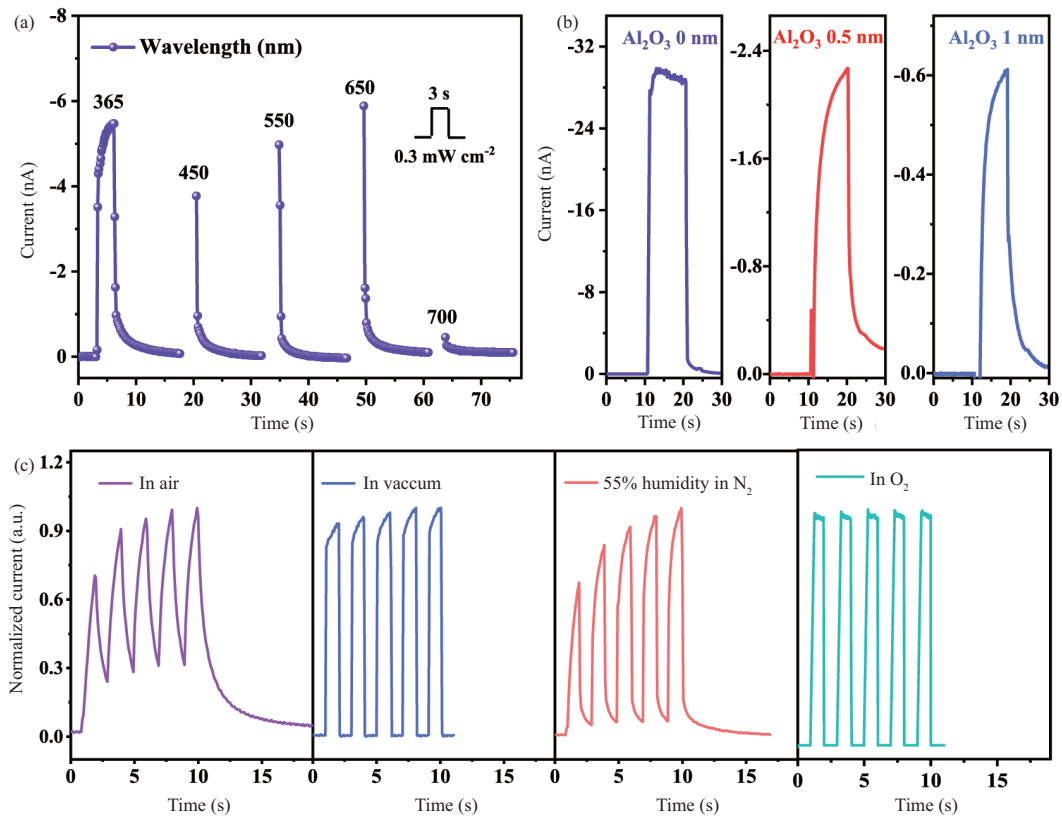 (a)
-8
-6
-4
-2
0
Current (nA)
Wavelength (nm)
365
450
550
650
700
3 s
0.3 mW cm-2
0 10 20 30 40 50 60 70
Time (s)
(b)
Current (nA)
-32
-24
-16
-8
0
Al2O3 0 nm
0 10 20 30
-2.4
-1.6
-0.8
0.0
Al2O3 0.5 nm
0 10 20 30
-0.6
-0.4
-0.2
0.0
Al2O3 1 nm
0 10 20 30
Time (s)
Time (s)
Time (s)
(c)
Normalized current (a.u.)
1.2
0.9
0.6
0.3
0.0
In air
In vaccum
55% humidity in N2
In O2
0 5 10 15
0 5 10 15
0 5 10 15
0 5 10 15
Time (s)
Time (s)
Time (s)
Time (s)